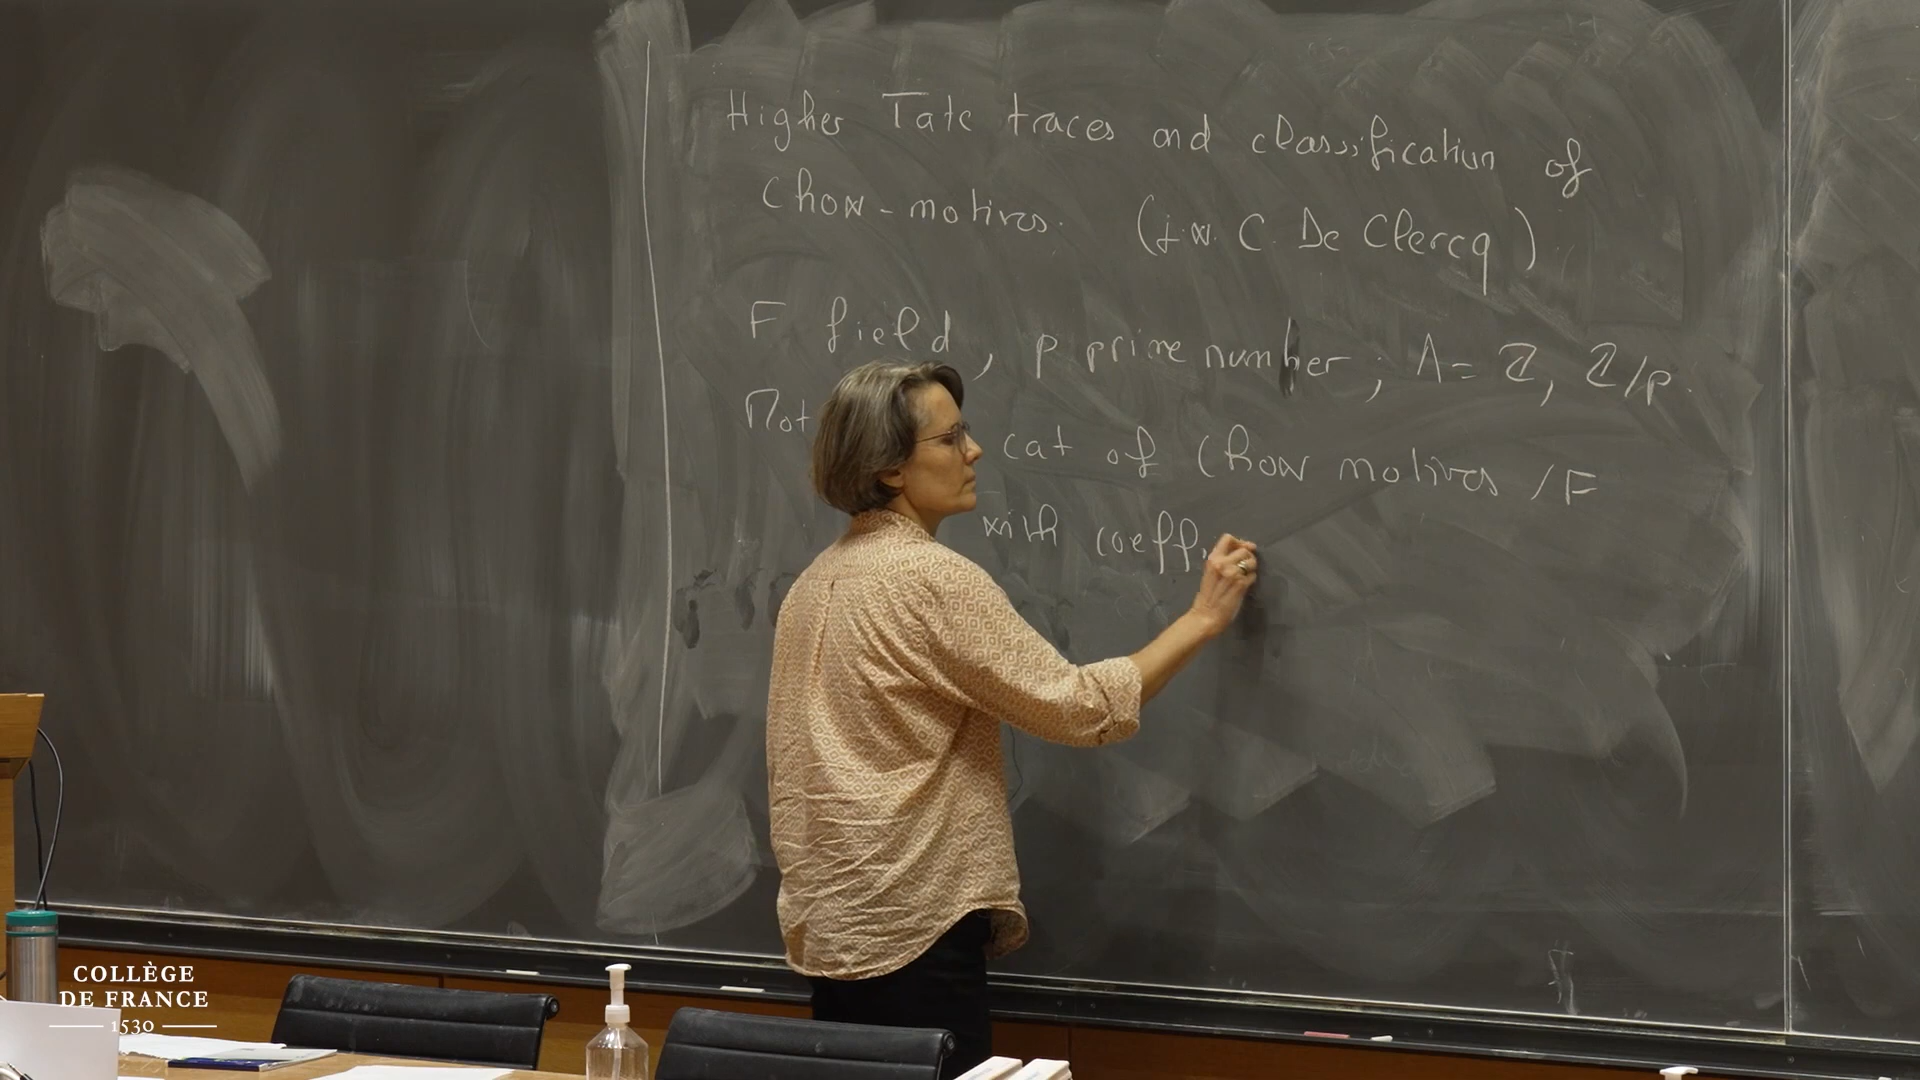 Higher Tate traces and classification of
Chow-motives. (j.w. C. De Clercq)
F field, p prime number; Λ = ℤ, ℤ/p.
Mot cat of Chow motives /F
with coeff
COLLÈGE
DE FRANCE
1530